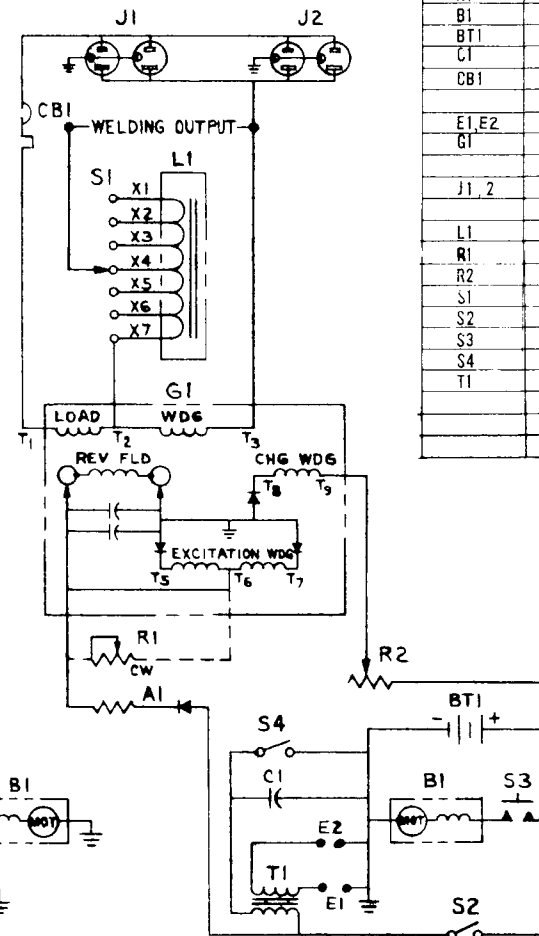 J1 J2
CB1
WELDING OUTPUT
L1
S1
X1
X2
X3
X4
X5
X6
X7
G1
LOAD WDG
T1 T2 T3
REV FLD CHG WDG
T8 T9
EXCITATION WDG
T5 T6 T7
R1
CW
R2
A1
BT1
- +
S4
C1
B1 S3
MOT
E2
T1
E1
S2
B1
MOT
B1
BT1
C1
CB1
E1,E2
G1
J1,2
L1
R1
R2
S1
S2
S3
S4
T1